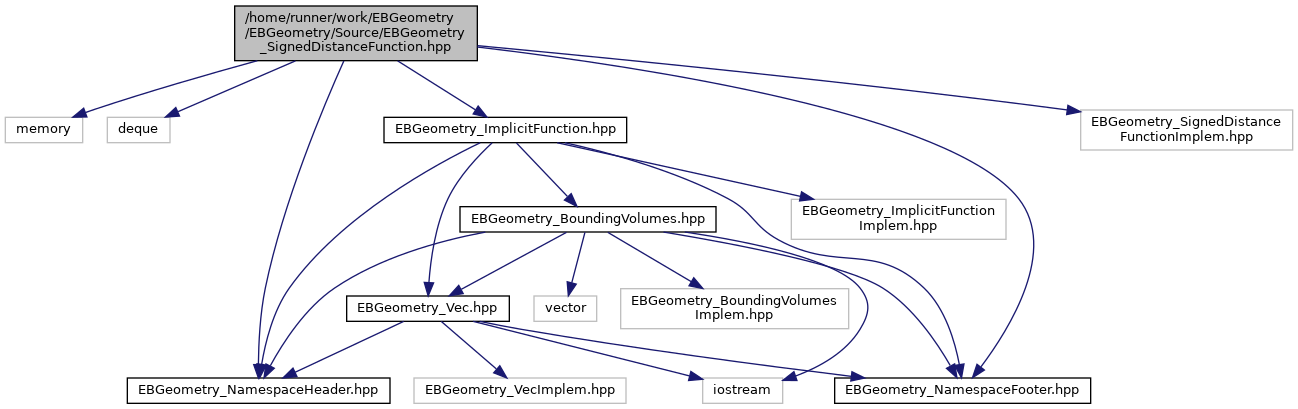 /home/runner/work/EBGeometry
/EBGeometry/Source/EBGeometry
_SignedDistanceFunction.hpp
memory
deque
EBGeometry_ImplicitFunction.hpp
EBGeometry_SignedDistance
FunctionImplem.hpp
EBGeometry_BoundingVolumes.hpp
EBGeometry_ImplicitFunction
Implem.hpp
EBGeometry_Vec.hpp
vector
EBGeometry_BoundingVolumes
Implem.hpp
EBGeometry_NamespaceHeader.hpp
EBGeometry_VecImplem.hpp
iostream
EBGeometry_NamespaceFooter.hpp